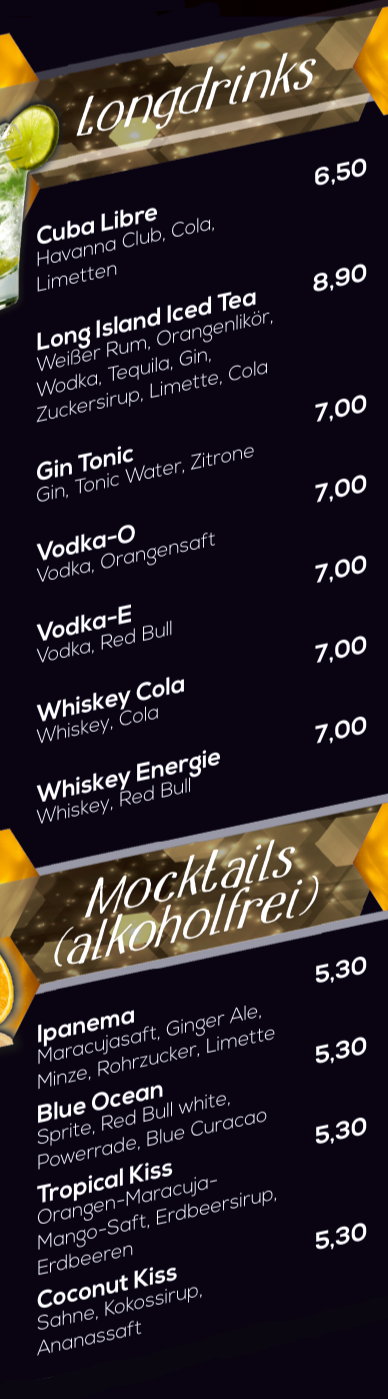 Longdrinks
Cuba Libre 6,50
Havanna Club, Cola,
Limetten
Long Island Iced Tea 8,90
Weißer Rum, Orangenlikör,
Wodka, Tequila, Gin,
Zuckersirup, Limette, Cola
Gin Tonic 7,00
Gin, Tonic Water, Zitrone
Vodka-O 7,00
Vodka, Orangensaft
Vodka-E 7,00
Vodka, Red Bull
Whiskey Cola 7,00
Whiskey, Cola
Whiskey Energie 7,00
Whiskey, Red Bull
Mocktails
(alkoholfrei)
Ipanema 5,30
Maracujasaft, Ginger Ale,
Minze, Rohrzucker, Limette
Blue Ocean 5,30
Sprite, Red Bull white,
Powerrade, Blue Curacao
Tropical Kiss 5,30
Orangen-Maracuja-
Mango-Saft, Erdbeersirup,
Erdbeeren
Coconut Kiss 5,30
Sahne, Kokossirup,
Ananassaft